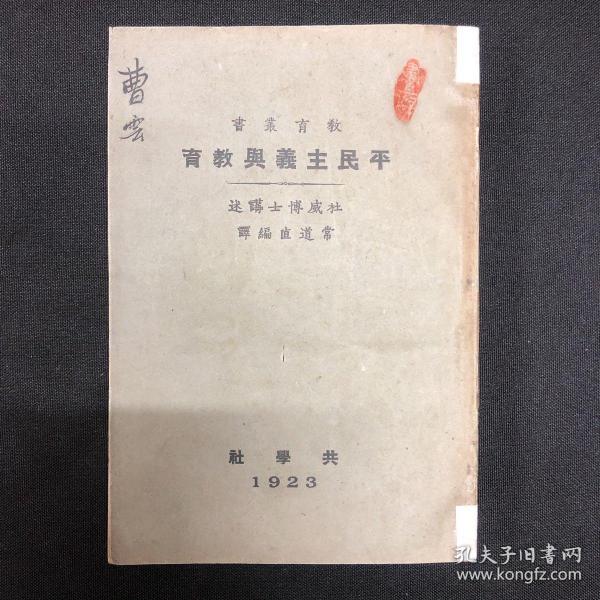 曹雲
教育叢書
平民主義與教育
杜威博士講述
常道直編譯
共學社
1923
孔夫子旧书网
www.kongfz.com